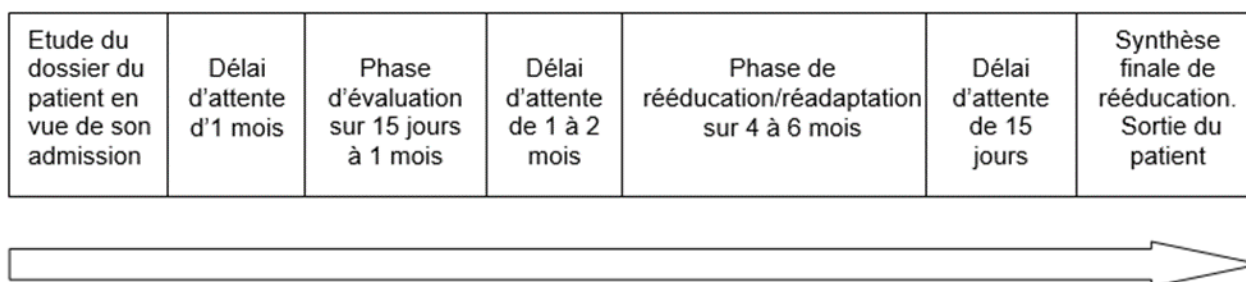 Etude du
dossier du
patient en
vue de son
admission
Délai
d'attente
d'1 mois
Phase
d'évaluation
sur 15 jours
à 1 mois
Délai
d'attente
de 1 à 2
mois
Phase de
rééducation/réadaptation
sur 4 à 6 mois
Délai
d'attente
de 15
jours
Synthèse
finale de
rééducation.
Sortie du
patient